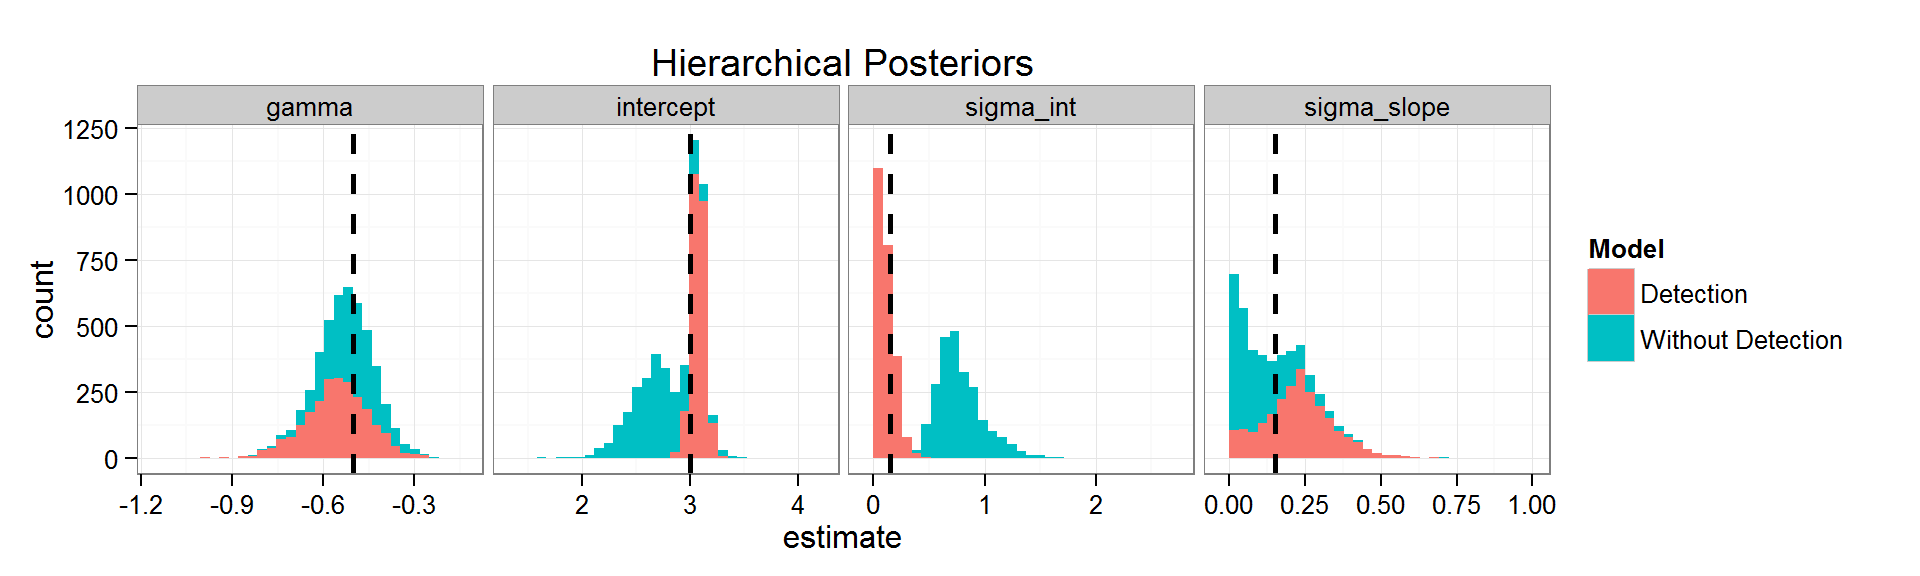 Hierarchical Posteriors
gamma
intercept
sigma_int
sigma_slope
1250
1000
750
500
250
0
count
-1.2
-0.9
-0.6
-0.3
2
3
4
0
1
2
0.00
0.25
0.50
0.75
1.00
estimate
Model
Detection
Without Detection